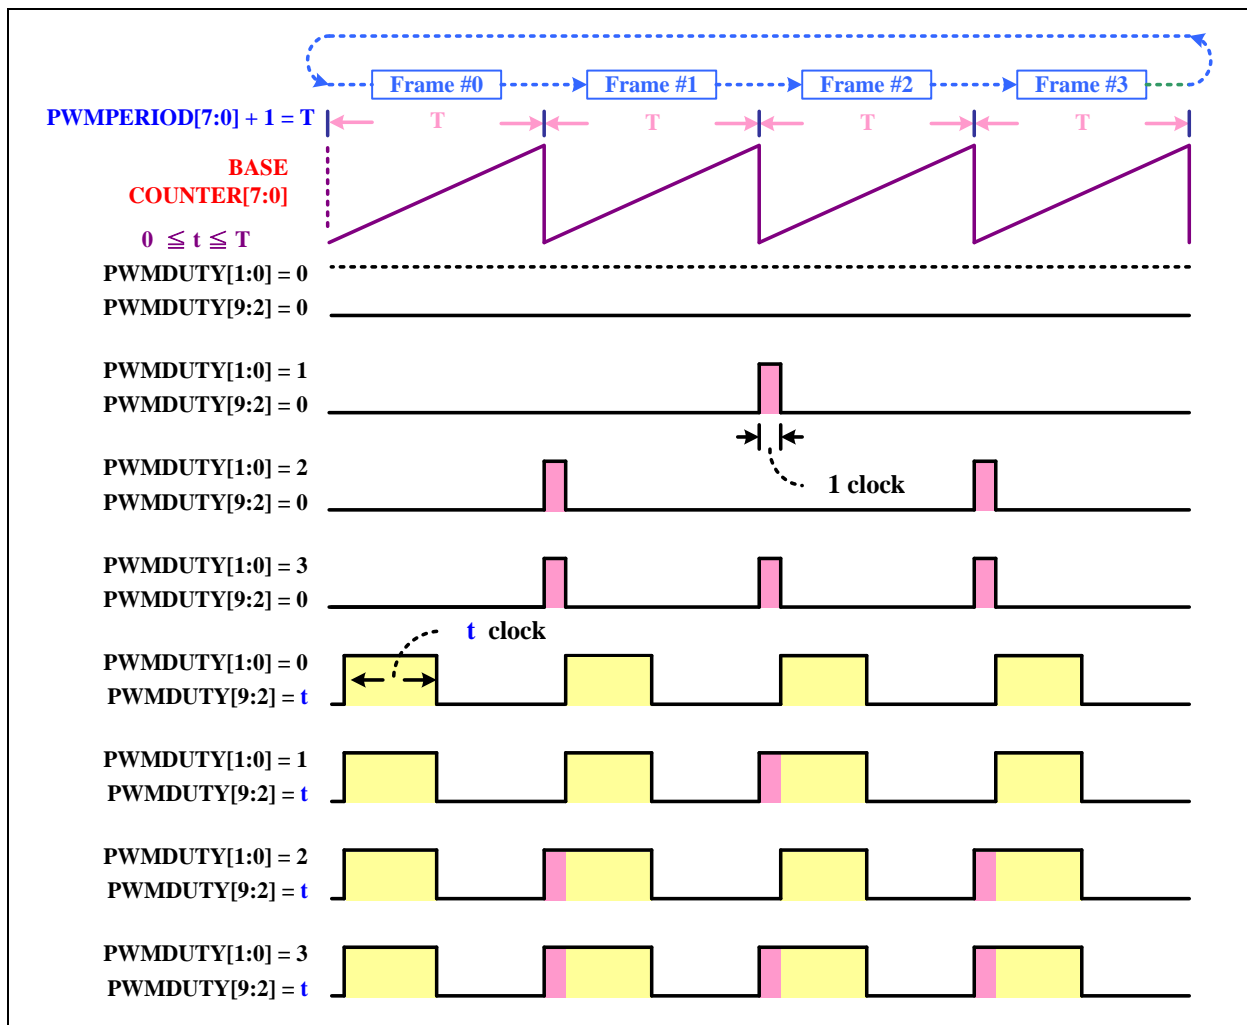 Frame #0 Frame #1 Frame #2 Frame #3
PWMPERIOD[7:0] + 1 = T T T T T
BASE
COUNTER[7:0]
0 ≦ t ≦ T
PWMDUTY[1:0] = 0
PWMDUTY[9:2] = 0
PWMDUTY[1:0] = 1
PWMDUTY[9:2] = 0
PWMDUTY[1:0] = 2
1 clock
PWMDUTY[9:2] = 0
PWMDUTY[1:0] = 3
PWMDUTY[9:2] = 0
t clock
PWMDUTY[1:0] = 0
PWMDUTY[9:2] = t
PWMDUTY[1:0] = 1
PWMDUTY[9:2] = t
PWMDUTY[1:0] = 2
PWMDUTY[9:2] = t
PWMDUTY[1:0] = 3
PWMDUTY[9:2] = t